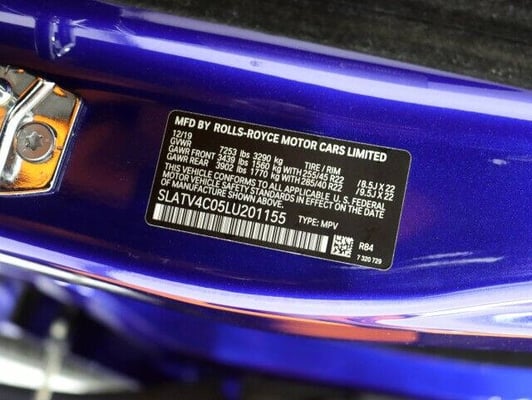 MFD BY ROLLS-ROYCE MOTOR CARS LIMITED
12/19
GVWR 7253 lbs 3290 kg TIRE / RIM
GAWR FRONT 3439 lbs 1560 kg WITH 255/45 R22 / 8.5J X 22
GAWR REAR 3902 lbs 1770 kg WITH 285/40 R22 / 9.5J X 22
THIS VEHICLE CONFORMS TO ALL APPLICABLE U.S. FEDERAL
MOTOR VEHICLE SAFETY STANDARDS IN EFFECT ON THE
DATE OF MANUFACTURE SHOWN ABOVE.
SLATV4C05LU201155 TYPE: MPV
R84
7 320 729